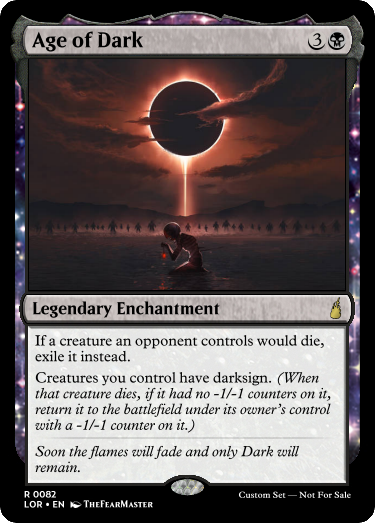 Age of Dark 3
Legendary Enchantment
If a creature an opponent controls would die,
exile it instead.
Creatures you control have darksign. (When
that creature dies, if it had no -1/-1 counters on it,
return it to the battlefield under its owner's control
with a -1/-1 counter on it.)
Soon the flames will fade and only Dark will
remain.
R 0082
LOR • EN TheFearMaster
Custom Set — Not For Sale